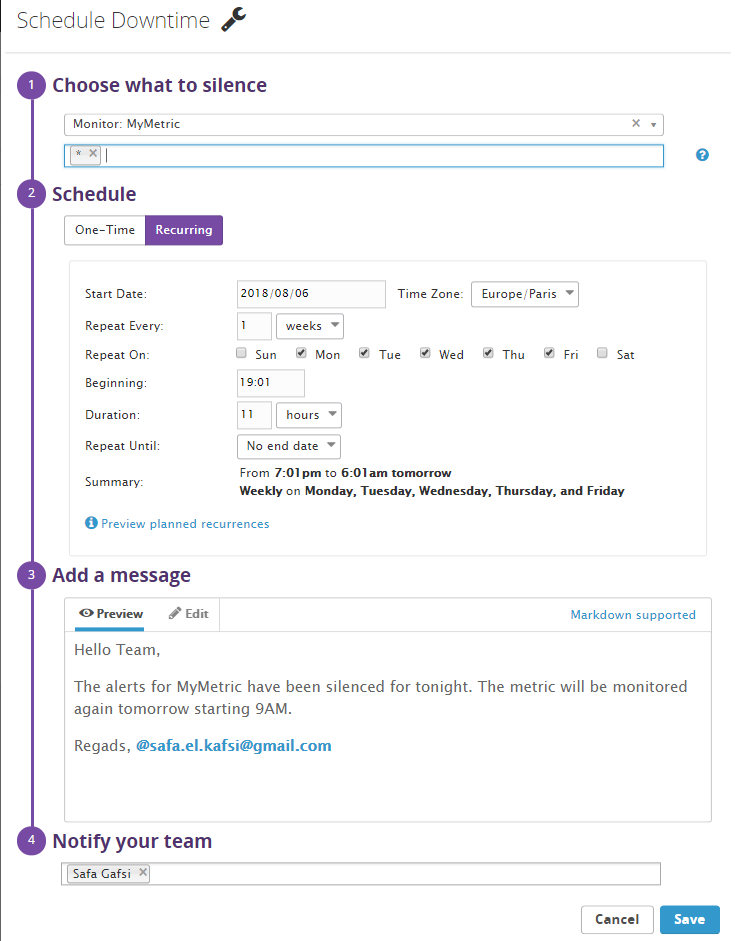 Schedule Downtime
1 Choose what to silence
Monitor: MyMetric × ▾
* × ?
2 Schedule
One-Time Recurring
Start Date: 2018/08/06 Time Zone: Europe/Paris
Repeat Every: 1 weeks
Repeat On: Sun Mon Tue Wed Thu Fri Sat
Beginning: 19:01
Duration: 11 hours
Repeat Until: No end date
Summary: From 7:01pm to 6:01am tomorrow
Weekly on Monday, Tuesday, Wednesday, Thursday, and Friday
Preview planned recurrences
3 Add a message
Preview Edit Markdown supported
Hello Team,
The alerts for MyMetric have been silenced for tonight. The metric will be monitored
again tomorrow starting 9AM.
Regads, @safa.el.kafsi@gmail.com
4 Notify your team
Safa Gafsi ×
Cancel Save